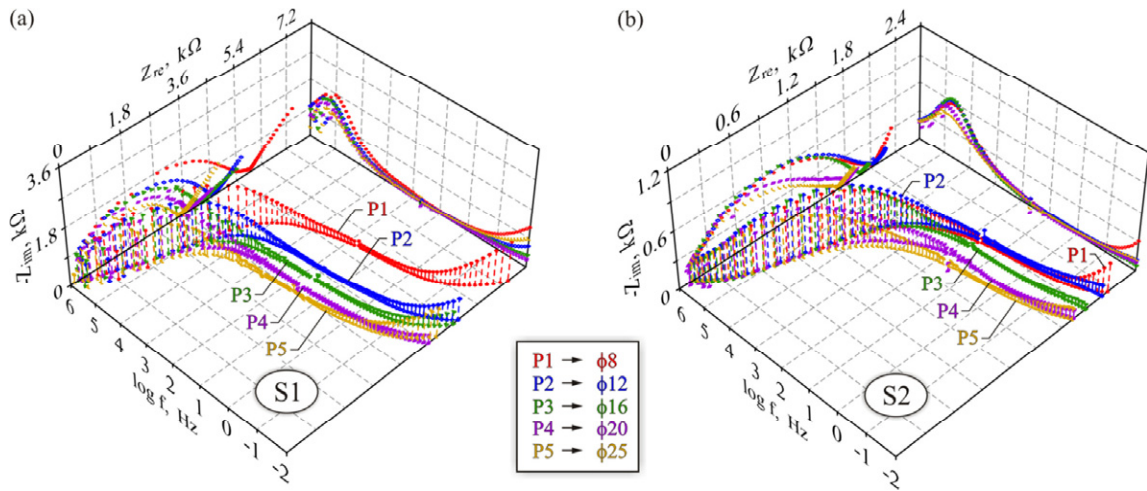 (a)
3.6
1.8
0
-Lim, kΩ
0
1.8
3.6
5.4
7.2
Zre, kΩ
6
5
4
3
2
1
0
-1
-2
log f, Hz
P1
P2
P3
P4
P5
S1
(b)
1.2
0.6
0
-Lim, kΩ
0
0.6
1.2
1.8
2.4
Zre, kΩ
6
5
4
3
2
1
0
-1
-2
log f, Hz
P2
P1
P3
P4
P5
S2
P1 → ϕ8
P2 → ϕ12
P3 → ϕ16
P4 → ϕ20
P5 → ϕ25